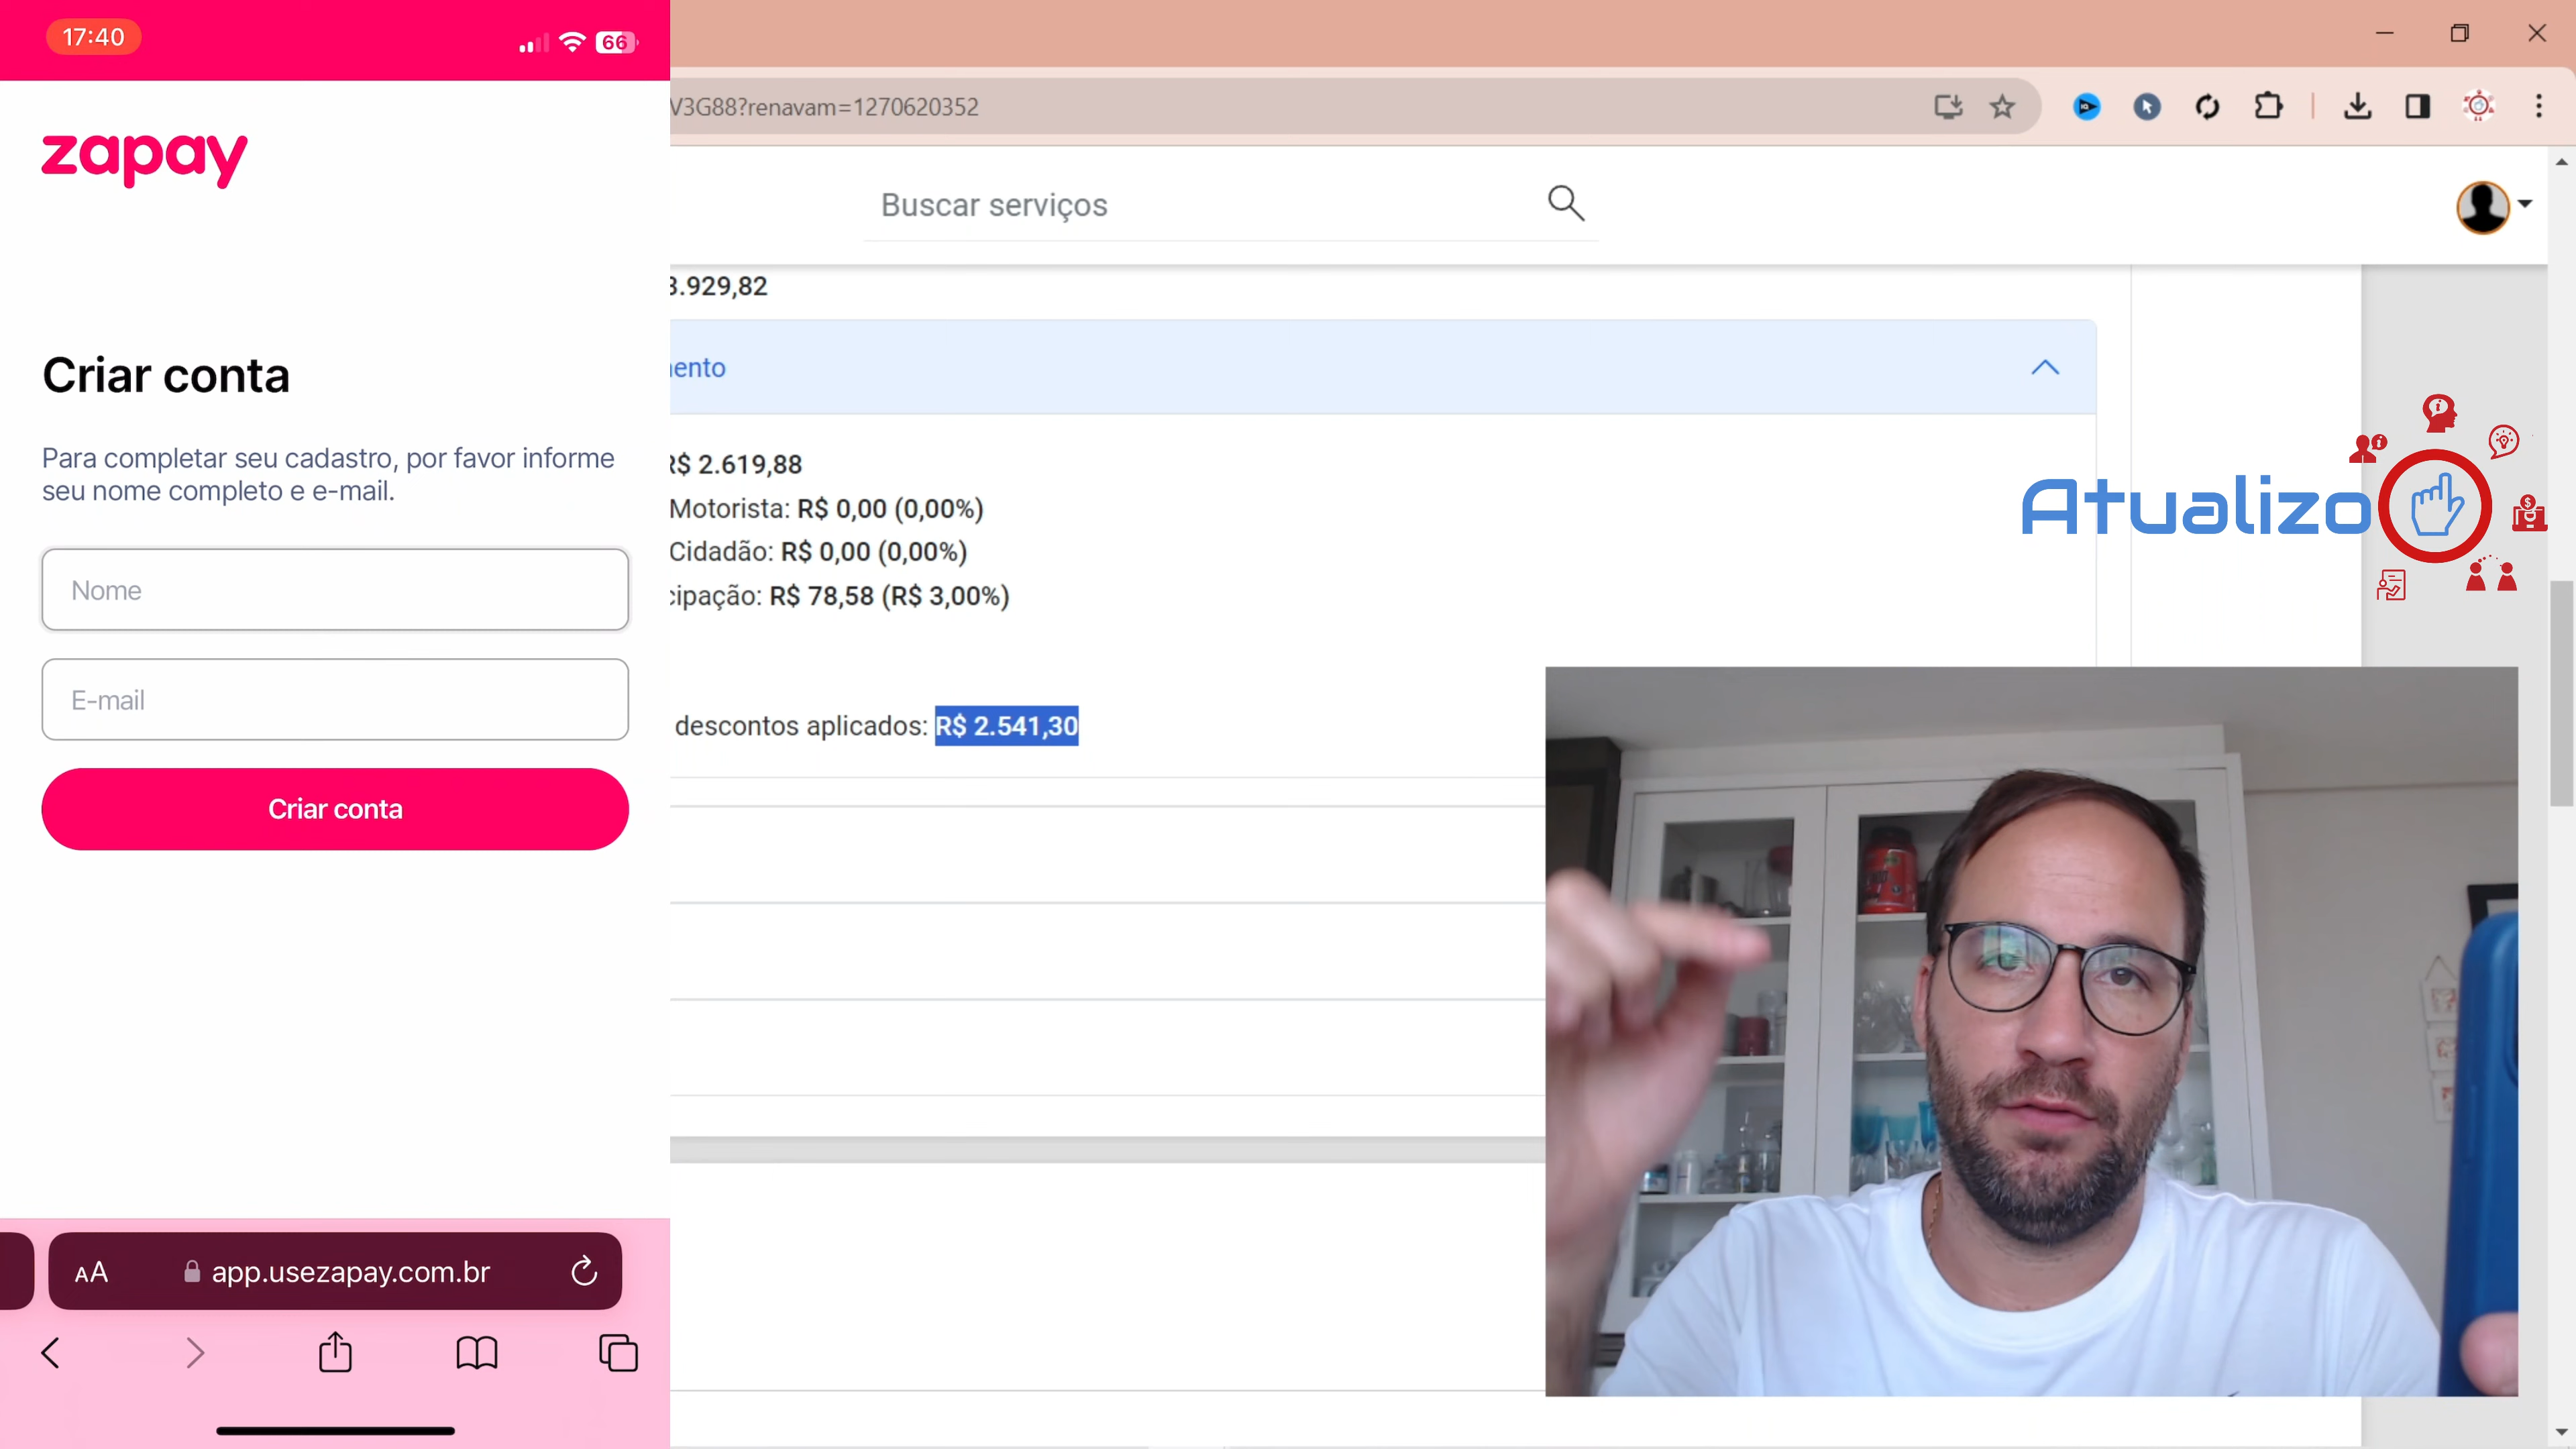 17:40
66
zapay
Criar conta
Para completar seu cadastro, por favor informe
seu nome completo e e-mail.
Nome
E-mail
Criar conta
AA
app.usezapay.com.br
V3G88?renavam=1270620352
Buscar serviços
3.929,82
mento
R$ 2.619,88
Motorista: R$ 0,00 (0,00%)
Cidadão: R$ 0,00 (0,00%)
cipação: R$ 78,58 (R$ 3,00%)
descontos aplicados: R$ 2.541,30
Atualizo